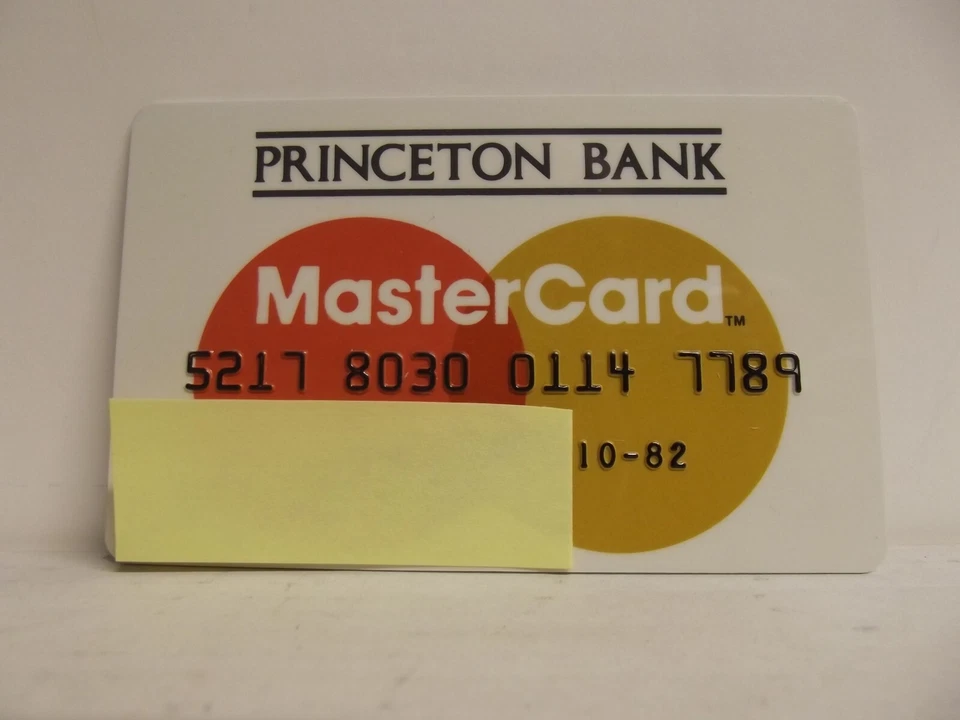 PRINCETON BANK
MasterCard™
5217 8030 0114 7789
10-82